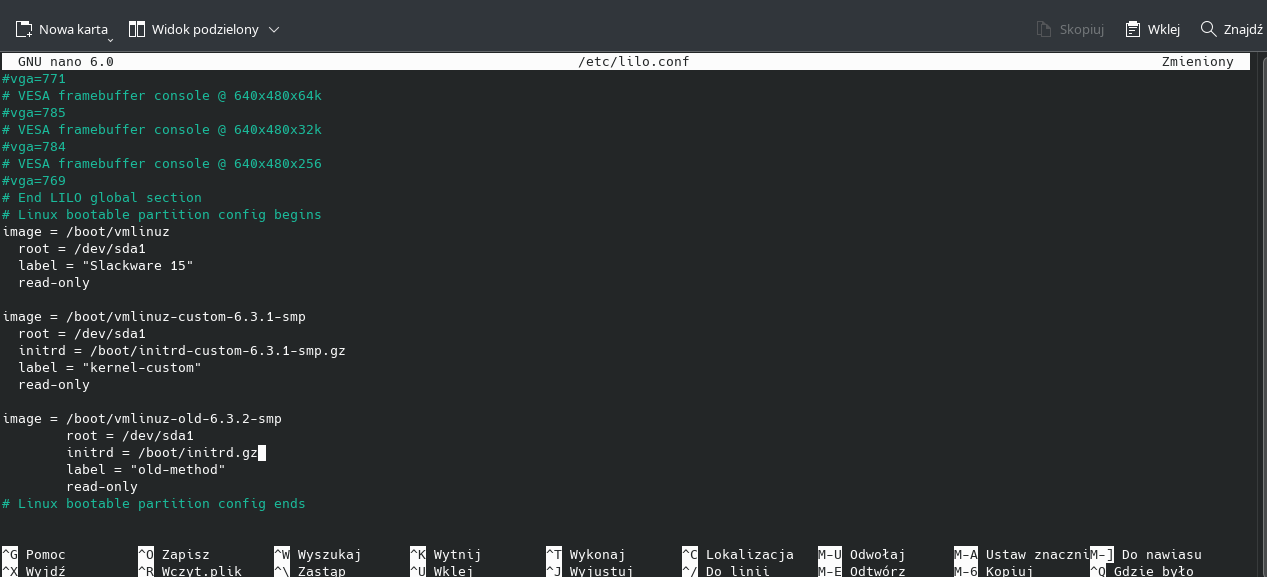 Nowa karta Widok podzielony Skopiuj Wklej Znajdź
GNU nano 6.0 /etc/lilo.conf Zmieniony
#vga=771
# VESA framebuffer console @ 640x480x64k
#vga=785
# VESA framebuffer console @ 640x480x32k
#vga=784
# VESA framebuffer console @ 640x480x256
#vga=769
# End LILO global section
# Linux bootable partition config begins
image = /boot/vmlinuz
  root = /dev/sda1
  label = "Slackware 15"
  read-only
image = /boot/vmlinuz-custom-6.3.1-smp
  root = /dev/sda1
  initrd = /boot/initrd-custom-6.3.1-smp.gz
  label = "kernel-custom"
  read-only
image = /boot/vmlinuz-old-6.3.2-smp
        root = /dev/sda1
        initrd = /boot/initrd.gz
        label = "old-method"
        read-only
# Linux bootable partition config ends
^G Pomoc ^O Zapisz ^W Wyszukaj ^K Wytnij ^T Wykonaj ^C Lokalizacja M-U Odwołaj M-A Ustaw znaczni M-] Do nawiasu
^X Wyjdź ^R Wczyt.plik ^\ Zastąp ^U Wklej ^J Wyjustuj ^/ Do linii M-E Odtwórz M-6 Kopiuj ^Q Gdzie było